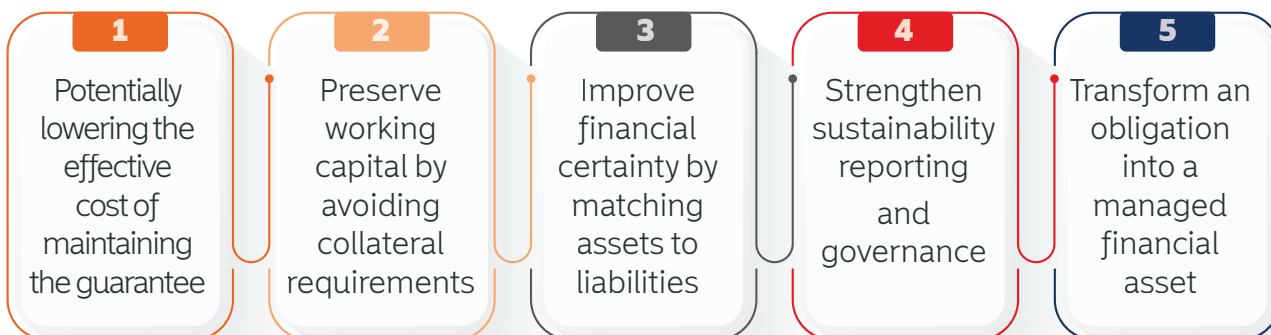 1
Potentially
lowering the
effective
cost of
maintaining
the guarantee
2
Preserve
working
capital by
avoiding
collateral
requirements
3
Improve
financial
certainty by
matching
assets to
liabilities
4
Strengthen
sustainability
reporting
and
governance
5
Transform an
obligation
into a
managed
financial
asset